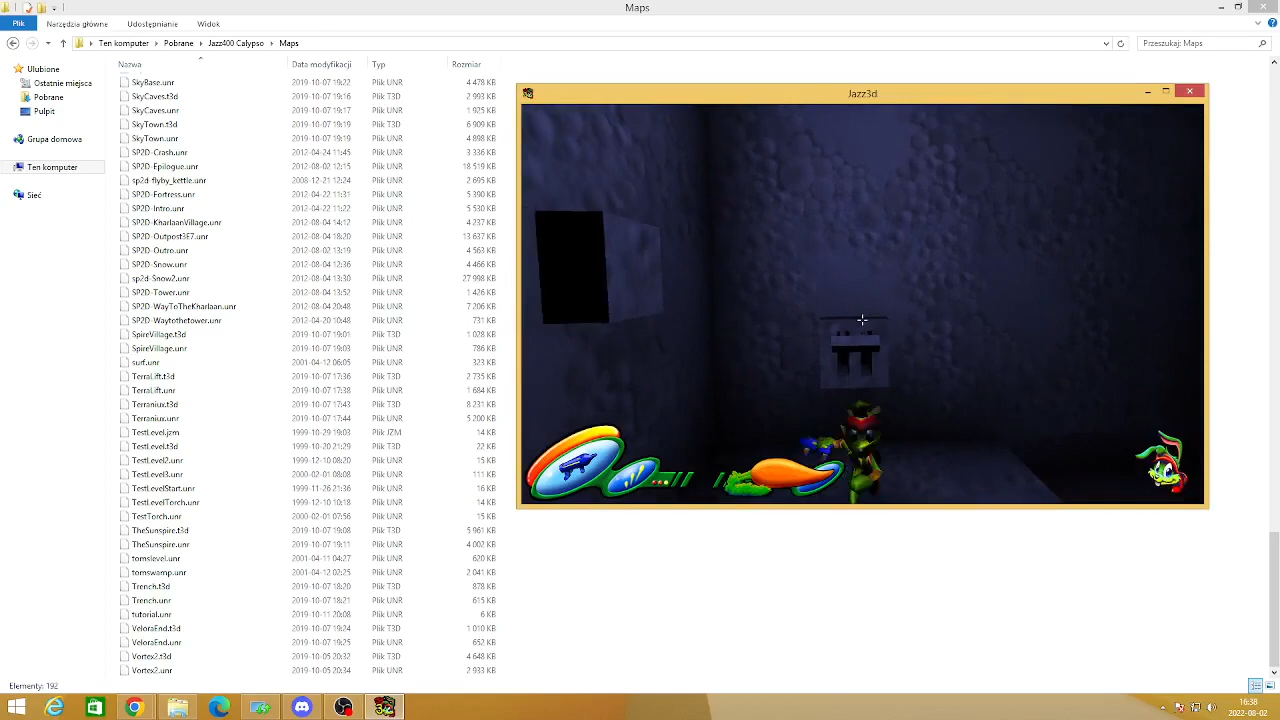 Maps
Plik Narzędzia główne Udostępnianie Widok
Ten komputer Pobrane Jazz400 Calypso Maps Przeszukaj: Maps
Ulubione
Ostatnie miejsca
Pobrane
Pulpit
Grupa domowa
Ten komputer
Sieć
Nazwa Data modyfikacji Typ Rozmiar
SkyBase.unr 2019-10-07 19:22 Plik UNR 4 478 KB
SkyCaves.t3d 2019-10-07 19:16 Plik T3D 2 993 KB
SkyCaves.unr 2019-10-07 19:17 Plik UNR 1 925 KB
SkyTown.t3d 2019-10-07 19:19 Plik T3D 6 909 KB
SkyTown.unr 2019-10-07 19:19 Plik UNR 4 898 KB
SP2D-Crash.unr 2012-04-24 11:45 Plik UNR 3 336 KB
SP2D-Epilogue.unr 2012-08-02 12:15 Plik UNR 18 519 KB
sp2d-flyby_kettle.unr 2008-12-21 12:24 Plik UNR 2 695 KB
SP2D-Fortress.unr 2012-04-22 11:31 Plik UNR 5 390 KB
SP2D-Intro.unr 2012-04-22 11:22 Plik UNR 5 530 KB
SP2D-KharlaanVillage.unr 2012-08-04 14:12 Plik UNR 4 237 KB
SP2D-Outpost3E7.unr 2012-08-04 18:20 Plik UNR 13 637 KB
SP2D-Outro.unr 2012-08-02 13:19 Plik UNR 4 563 KB
SP2D-Snow.unr 2012-08-04 12:36 Plik UNR 4 466 KB
sp2d-Snow2.unr 2012-08-04 13:30 Plik UNR 27 998 KB
SP2D-Tower.unr 2012-08-04 13:52 Plik UNR 1 426 KB
SP2D-WayToTheKharlaan.unr 2012-08-04 20:48 Plik UNR 7 206 KB
SP2D-Waytothetower.unr 2012-04-20 11:48 Plik UNR 731 KB
SpireVillage.t3d 2019-10-07 19:01 Plik T3D 1 028 KB
SpireVillage.unr 2019-10-07 19:03 Plik UNR 786 KB
surf.unr 2001-04-12 06:05 Plik UNR 323 KB
TerraLift.t3d 2019-10-07 17:36 Plik T3D 2 735 KB
TerraLift.unr 2019-10-07 17:38 Plik UNR 1 684 KB
Terraniux.t3d 2019-10-07 17:43 Plik T3D 8 231 KB
Terraniux.unr 2019-10-07 17:44 Plik UNR 5 200 KB
TestLevel.jzm 1999-10-29 19:03 Plik JZM 14 KB
TestLevel.t3d 1999-10-20 21:29 Plik T3D 22 KB
TestLevel2.unr 1999-12-10 08:20 Plik UNR 15 KB
TestLevel3.unr 2000-02-01 08:08 Plik UNR 111 KB
TestLevelStart.unr 1999-11-26 21:36 Plik UNR 16 KB
TestLevelTorch.unr 1999-12-10 10:18 Plik UNR 14 KB
TestTorch.unr 2000-02-01 07:56 Plik UNR 15 KB
TheSunspire.t3d 2019-10-07 19:08 Plik T3D 5 961 KB
TheSunspire.unr 2019-10-07 19:11 Plik UNR 4 002 KB
tomslevel.unr 2001-04-11 04:27 Plik UNR 620 KB
tomswamp.unr 2001-04-12 02:25 Plik UNR 2 041 KB
Trench.t3d 2019-10-07 18:20 Plik T3D 878 KB
Trench.unr 2019-10-07 18:21 Plik UNR 615 KB
tutorial.unr 2019-10-11 20:08 Plik UNR 6 KB
VeloraEnd.t3d 2019-10-07 19:24 Plik T3D 1 010 KB
VeloraEnd.unr 2019-10-07 19:25 Plik UNR 652 KB
Vortex2.t3d 2019-10-05 20:32 Plik T3D 4 648 KB
Vortex2.unr 2019-10-05 20:34 Plik UNR 2 933 KB
Jazz3d
Elementy: 192
16:38
2022-08-02